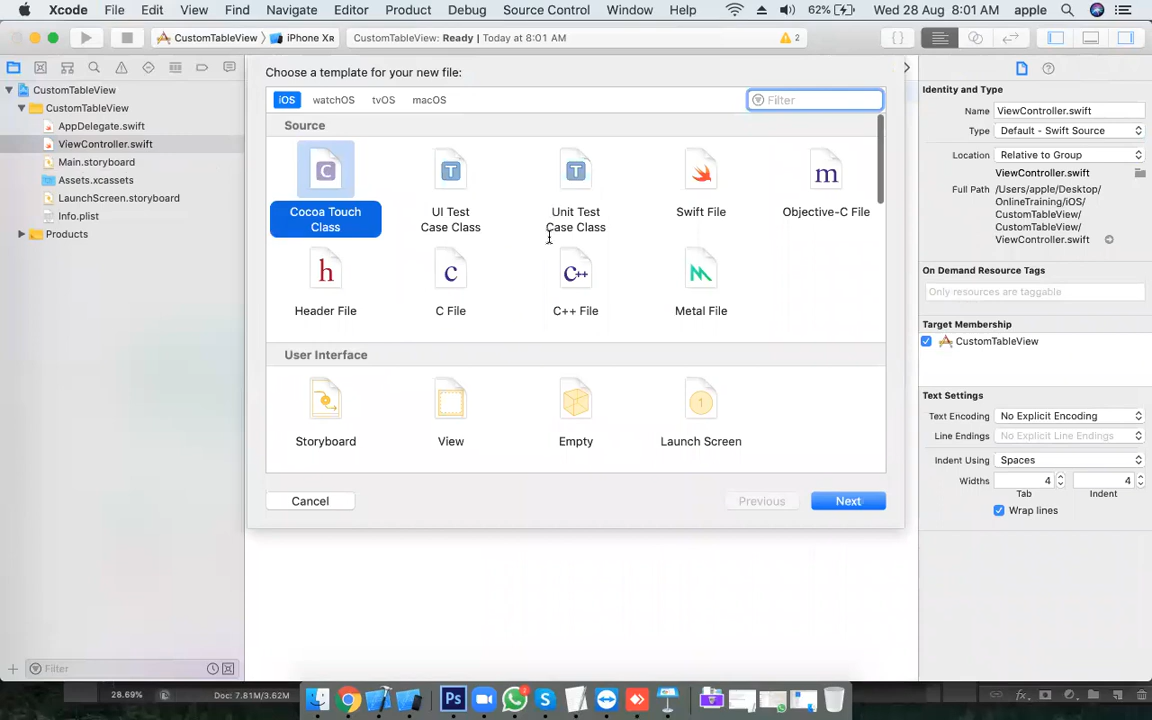 Xcode File Edit View Find Navigate Editor Product Debug Source Control Window Help 62% Wed 28 Aug 8:01 AM apple
CustomTableView iPhone XR CustomTableView: Ready | Today at 8:01 AM 2
Choose a template for your new file:
iOS watchOS tvOS macOS Filter
Source
C T T m
Cocoa Touch Class
UI Test Case Class
Unit Test Case Class
Swift File
Objective-C File
h c C++
Header File
C File
C++ File
Metal File
User Interface
1
Storyboard
View
Empty
Launch Screen
Cancel Previous Next
CustomTableView
CustomTableView
AppDelegate.swift
ViewController.swift
Main.storyboard
Assets.xcassets
LaunchScreen.storyboard
Info.plist
Products
Filter
Identity and Type
Name ViewController.swift
Type Default - Swift Source
Location Relative to Group
ViewController.swift
Full Path /Users/apple/Desktop/
OnlineTraining/iOS/
CustomTableView/
CustomTableView/
ViewController.swift
On Demand Resource Tags
Only resources are taggable
Target Membership
CustomTableView
Text Settings
Text Encoding No Explicit Encoding
Line Endings No Explicit Line Endings
Indent Using Spaces
Widths 4 4
Tab Indent
Wrap lines
28.69% Doc: 7.81M/3.62M
Ps
fx